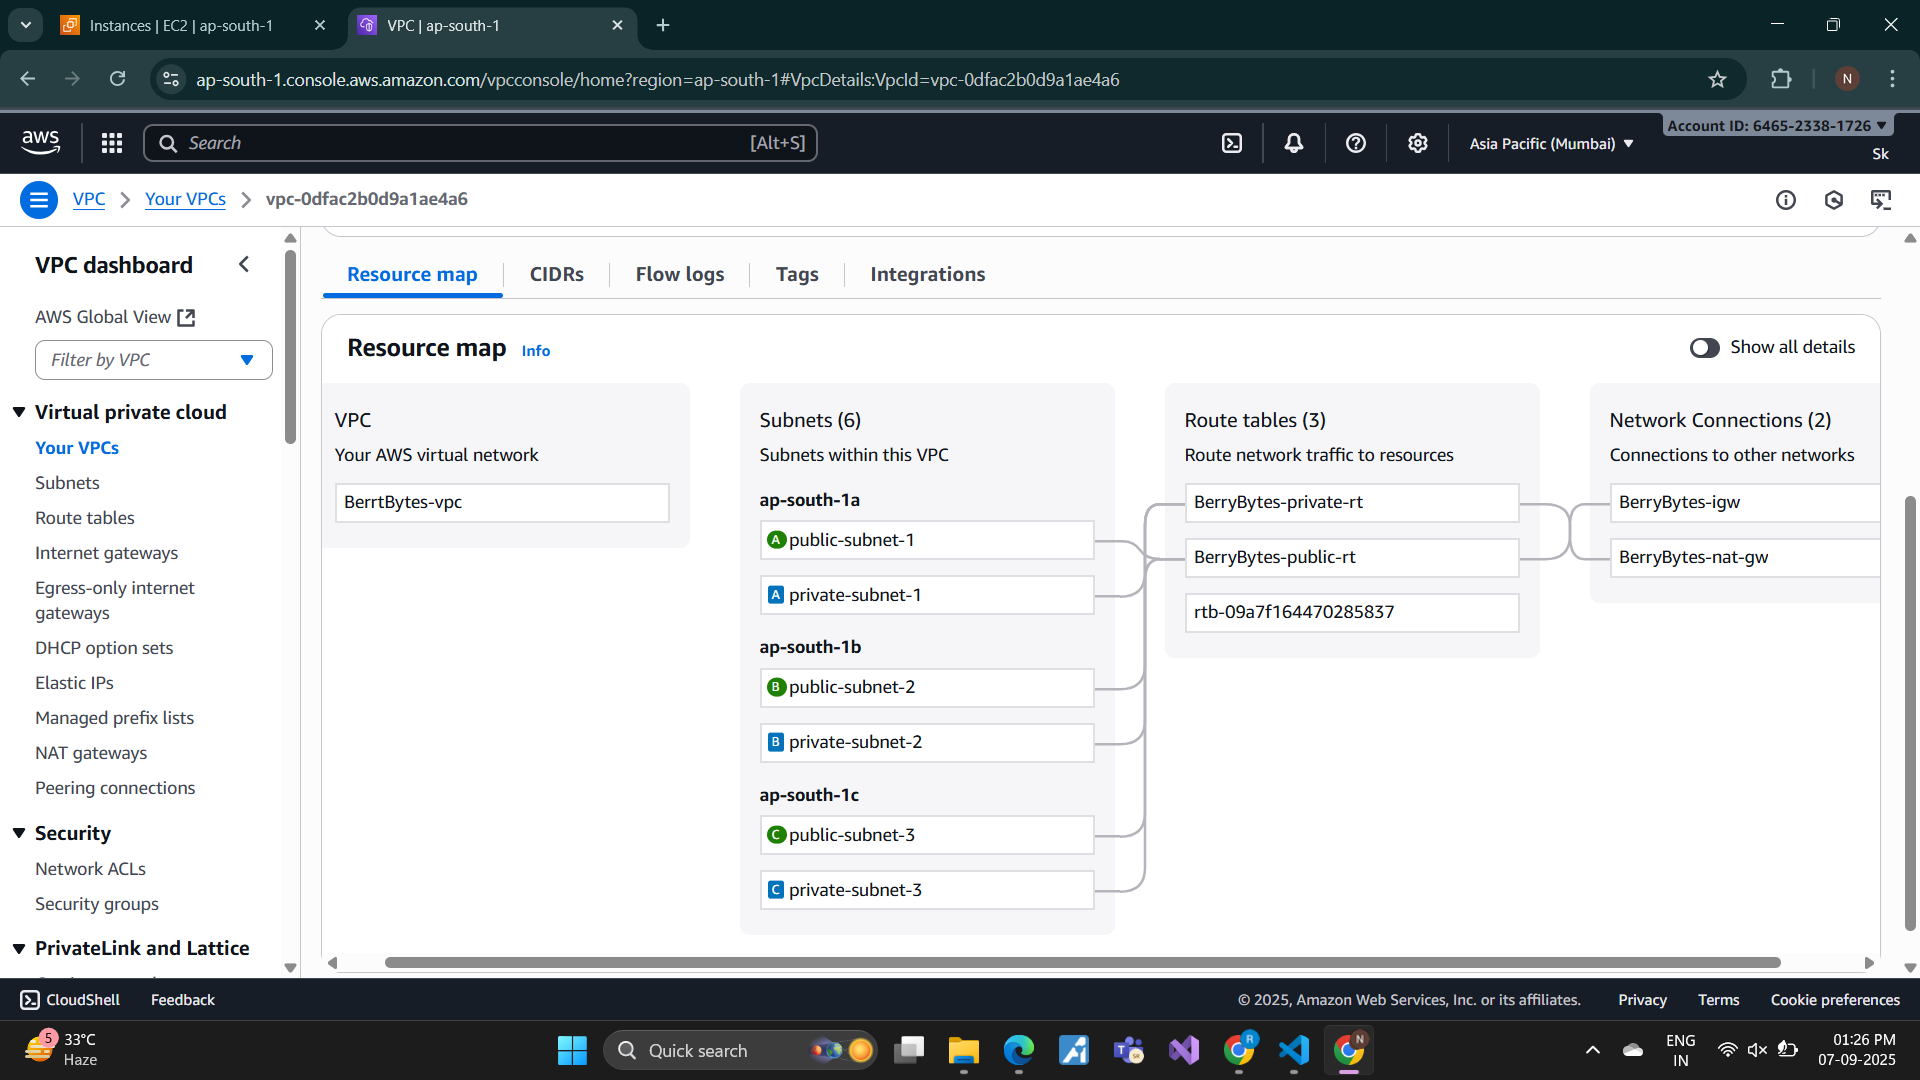 Instances | EC2 | ap-south-1
VPC | ap-south-1
ap-south-1.console.aws.amazon.com/vpcconsole/home?region=ap-south-1#VpcDetails:VpcId=vpc-0dfac2b0d9a1ae4a6
N
aws
Search
[Alt+S]
Asia Pacific (Mumbai)
Account ID: 6465-2338-1726
Sk
VPC
Your VPCs
vpc-0dfac2b0d9a1ae4a6
VPC dashboard
AWS Global View
Filter by VPC
Virtual private cloud
Your VPCs
Subnets
Route tables
Internet gateways
Egress-only internet
gateways
DHCP option sets
Elastic IPs
Managed prefix lists
NAT gateways
Peering connections
Security
Network ACLs
Security groups
PrivateLink and Lattice
Resource map
CIDRs
Flow logs
Tags
Integrations
Resource map
Info
Show all details
VPC
Your AWS virtual network
BerrtBytes-vpc
Subnets (6)
Subnets within this VPC
ap-south-1a
A public-subnet-1
A private-subnet-1
ap-south-1b
B public-subnet-2
B private-subnet-2
ap-south-1c
C public-subnet-3
C private-subnet-3
Route tables (3)
Route network traffic to resources
BerryBytes-private-rt
BerryBytes-public-rt
rtb-09a7f164470285837
Network Connections (2)
Connections to other networks
BerryBytes-igw
BerryBytes-nat-gw
CloudShell
Feedback
© 2025, Amazon Web Services, Inc. or its affiliates.
Privacy
Terms
Cookie preferences
5
33°C
Haze
Quick search
R
N
ENG
IN
01:26 PM
07-09-2025